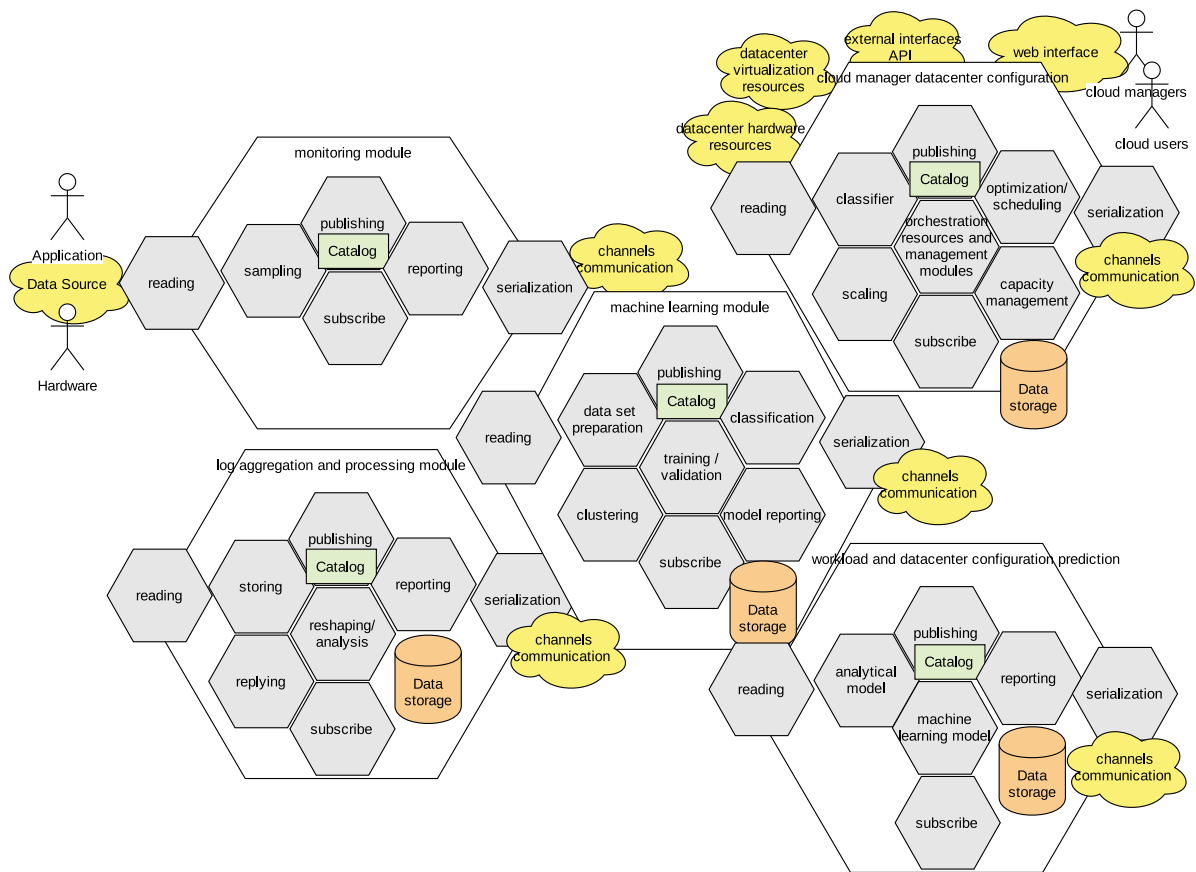 datacenter
virtualization
resources
external interfaces
API
web interface
cloud managers
cloud users
datacenter hardware
resources
cloud manager datacenter configuration
publishing
Catalog
reading
classifier
optimization/
scheduling
serialization
orchestration
resources and
management
modules
scaling
capacity
management
subscribe
channels
communication
Data
storage
monitoring module
Application
Data Source
Hardware
reading
sampling
publishing
Catalog
reporting
subscribe
serialization
channels
communication
machine learning module
publishing
Catalog
reading
data set
preparation
classification
serialization
training /
validation
clustering
model reporting
subscribe
channels
communication
Data
storage
log aggregation and processing module
publishing
Catalog
reading
storing
reporting
serialization
reshaping/
analysis
replying
subscribe
Data
storage
channels
communication
workload and datacenter configuration prediction
publishing
Catalog
reading
analytical
model
reporting
serialization
machine
learning model
subscribe
Data
storage
channels
communication